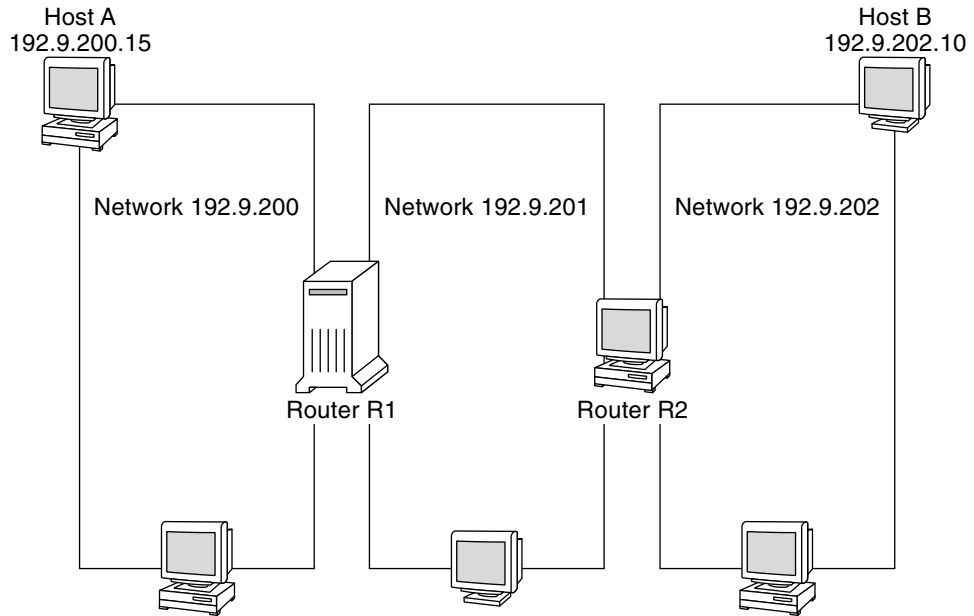 Host A
192.9.200.15
Host B
192.9.202.10
Network 192.9.200
Network 192.9.201
Network 192.9.202
Router R1
Router R2